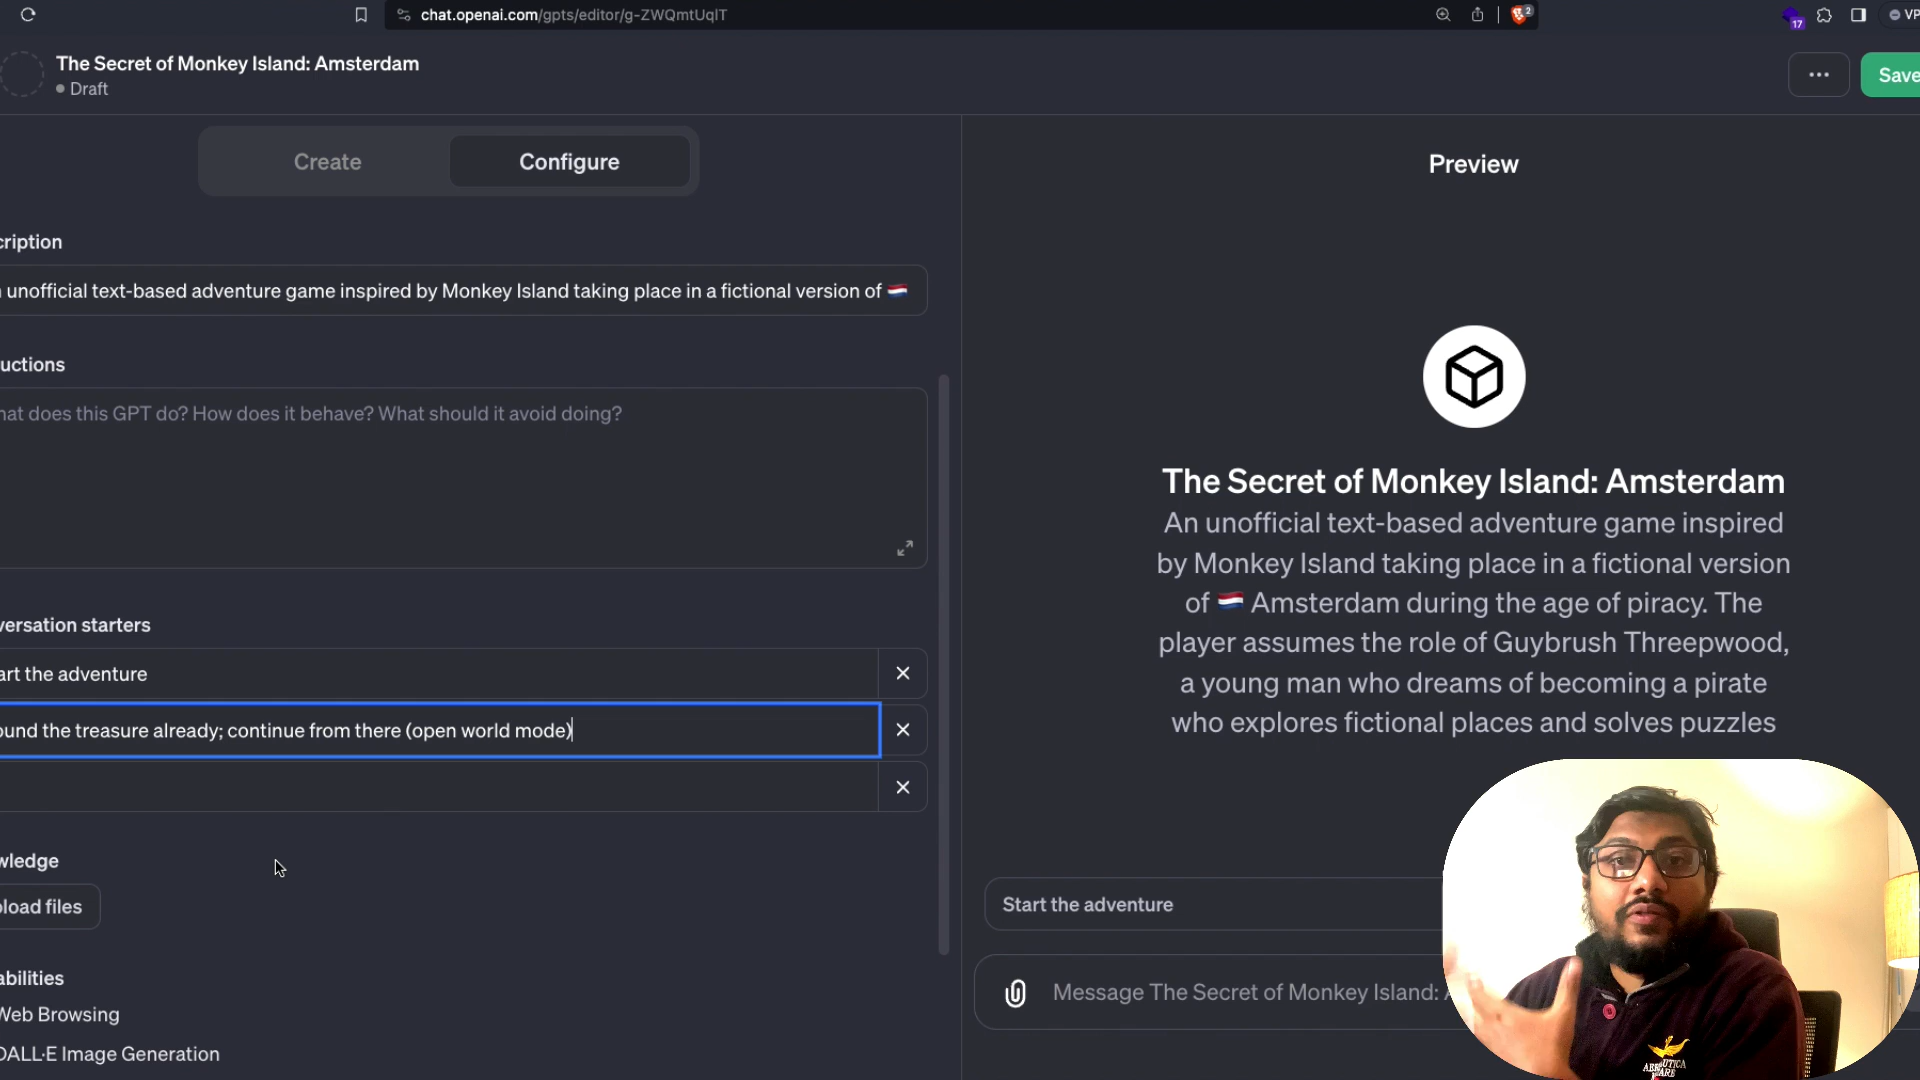 chat.openai.com/gpts/editor/g-ZWQmtUqlT
2
17
VP
The Secret of Monkey Island: Amsterdam
Draft
Save
Create
Configure
Preview
cription
unofficial text-based adventure game inspired by Monkey Island taking place in a fictional version of 🇳🇱
uctions
hat does this GPT do? How does it behave? What should it avoid doing?
The Secret of Monkey Island: Amsterdam
An unofficial text-based adventure game inspired
by Monkey Island taking place in a fictional version
of 🇳🇱 Amsterdam during the age of piracy. The
player assumes the role of Guybrush Threepwood,
a young man who dreams of becoming a pirate
who explores fictional places and solves puzzles
versation starters
art the adventure
ound the treasure already; continue from there (open world mode)
wledge
load files
abilities
Web Browsing
DALL·E Image Generation
Start the adventure
Message The Secret of Monkey Island: